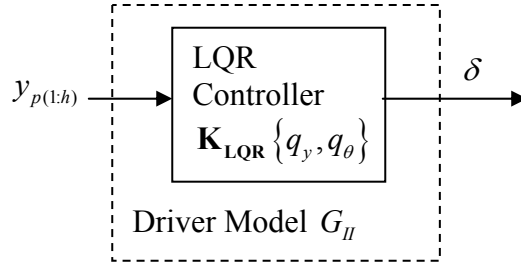 LQR
Controller
K_LQR {q_y, q_θ}
y_p(1:h)
δ
Driver Model G_II